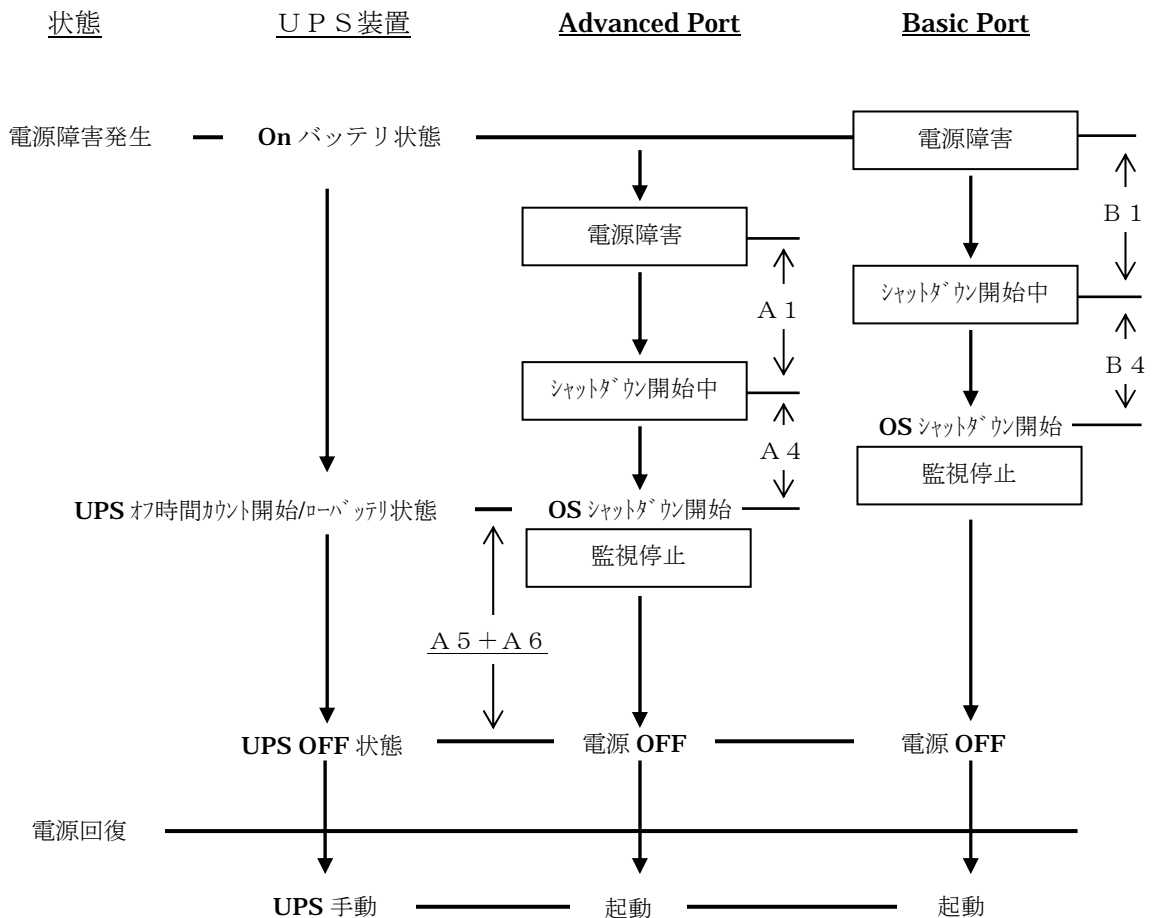 状態 ＵＰＳ装置 Advanced Port Basic Port
電源障害発生 On バッテリ状態 電源障害
Ｂ１
電源障害
ｼｬｯﾄﾀﾞｳﾝ開始中
Ａ１
Ｂ４
ｼｬｯﾄﾀﾞｳﾝ開始中
OS ｼｬｯﾄﾀﾞｳﾝ開始
Ａ４
監視停止
UPS ｵﾌ時間ｶｳﾝﾄ開始/ﾛｰﾊﾞｯﾃﾘ状態 OS ｼｬｯﾄﾀﾞｳﾝ開始
監視停止
Ａ５＋Ａ６
UPS OFF 状態 電源 OFF 電源 OFF
電源回復
UPS 手動 起動 起動